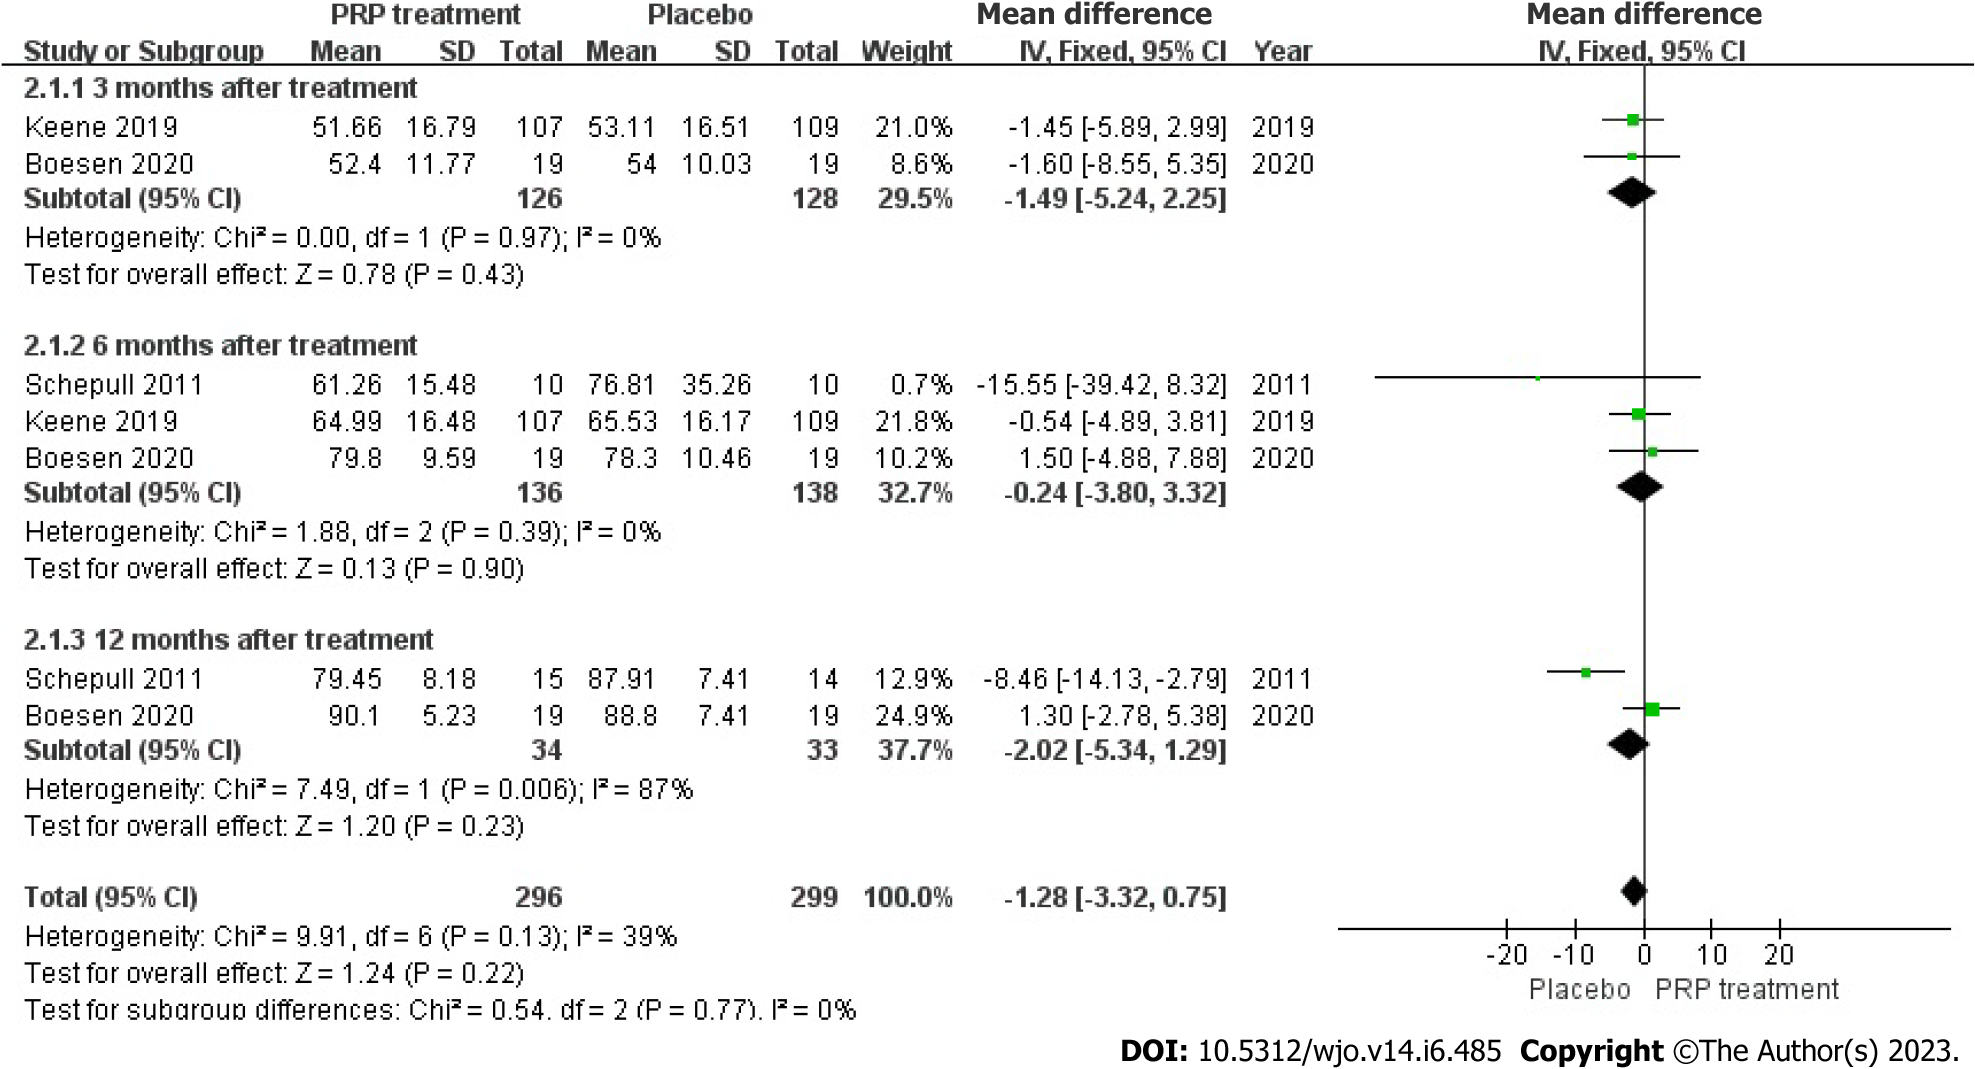 PRP treatment Placebo Mean difference Mean difference
Study or Subgroup Mean SD Total Mean SD Total Weight IV, Fixed, 95% CI Year IV, Fixed, 95% CI
2.1.1 3 months after treatment
Keene 2019 51.66 16.79 107 53.11 16.51 109 21.0% -1.45 [-5.89, 2.99] 2019
Boesen 2020 52.4 11.77 19 54 10.03 19 8.6% -1.60 [-8.55, 5.35] 2020
Subtotal (95% CI) 126 128 29.5% -1.49 [-5.24, 2.25]
Heterogeneity: Chi² = 0.00, df = 1 (P = 0.97); I² = 0%
Test for overall effect: Z = 0.78 (P = 0.43)
2.1.2 6 months after treatment
Schepull 2011 61.26 15.48 10 76.81 35.26 10 0.7% -15.55 [-39.42, 8.32] 2011
Keene 2019 64.99 16.48 107 65.53 16.17 109 21.8% -0.54 [-4.89, 3.81] 2019
Boesen 2020 79.8 9.59 19 78.3 10.46 19 10.2% 1.50 [-4.88, 7.88] 2020
Subtotal (95% CI) 136 138 32.7% -0.24 [-3.80, 3.32]
Heterogeneity: Chi² = 1.88, df = 2 (P = 0.39); I² = 0%
Test for overall effect: Z = 0.13 (P = 0.90)
2.1.3 12 months after treatment
Schepull 2011 79.45 8.18 15 87.91 7.41 14 12.9% -8.46 [-14.13, -2.79] 2011
Boesen 2020 90.1 5.23 19 88.8 7.41 19 24.9% 1.30 [-2.78, 5.38] 2020
Subtotal (95% CI) 34 33 37.7% -2.02 [-5.34, 1.29]
Heterogeneity: Chi² = 7.49, df = 1 (P = 0.006); I² = 87%
Test for overall effect: Z = 1.20 (P = 0.23)
Total (95% CI) 296 299 100.0% -1.28 [-3.32, 0.75]
Heterogeneity: Chi² = 9.91, df = 6 (P = 0.13); I² = 39%
Test for overall effect: Z = 1.24 (P = 0.22)
Test for subgroup differences: Chi² = 0.54. df = 2 (P = 0.77). I² = 0%
-20 -10 0 10 20
Placebo PRP treatment
DOI: 10.5312/wjo.v14.i6.485 Copyright ©The Author(s) 2023.